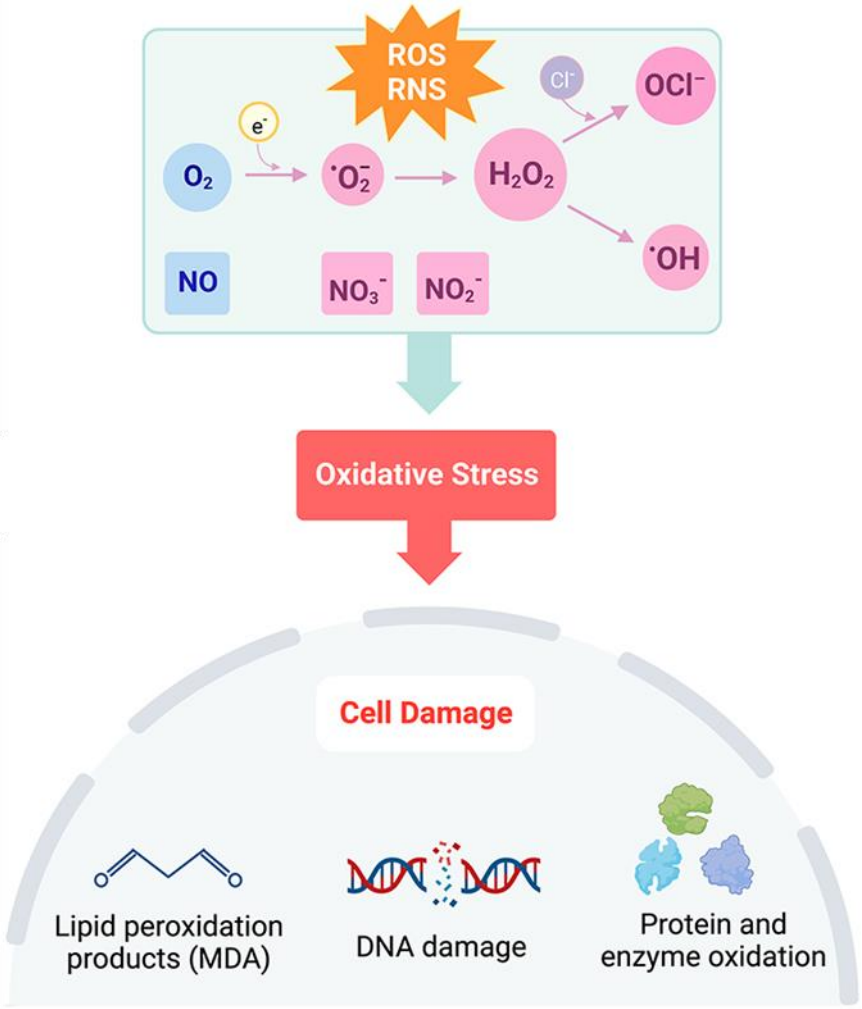 ROS
RNS
Cl⁻
OCl⁻
e⁻
O₂
•O₂⁻
H₂O₂
•OH
NO
NO₃⁻
NO₂⁻
Oxidative Stress
Cell Damage
O
O
Lipid peroxidation
products (MDA)
DNA damage
Protein and
enzyme oxidation